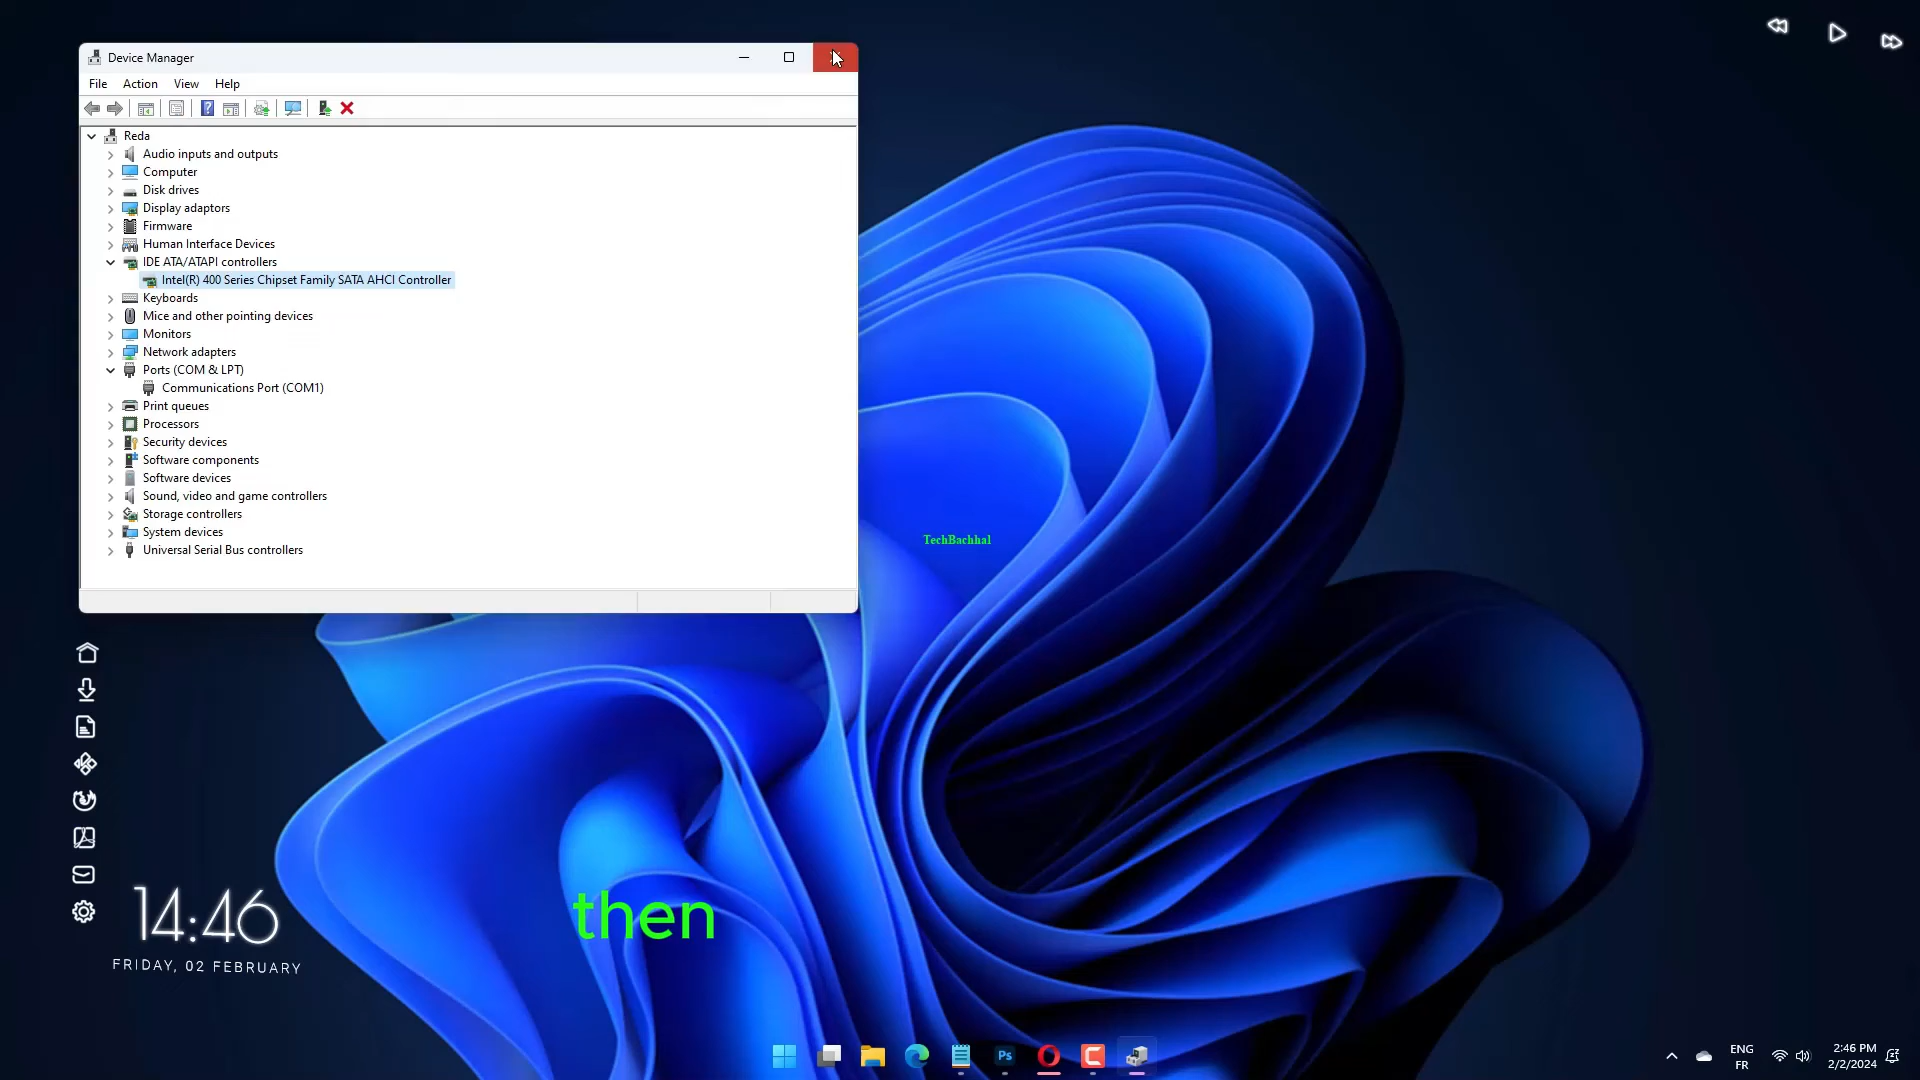 Device Manager
File Action View Help
Reda
Audio inputs and outputs
Computer
Disk drives
Display adaptors
Firmware
Human Interface Devices
IDE ATA/ATAPI controllers
Intel(R) 400 Series Chipset Family SATA AHCI Controller
Keyboards
Mice and other pointing devices
Monitors
Network adapters
Ports (COM & LPT)
Communications Port (COM1)
Print queues
Processors
Security devices
Software components
Software devices
Sound, video and game controllers
Storage controllers
System devices
Universal Serial Bus controllers
TechBachhal
14:46
FRIDAY, 02 FEBRUARY
then
Ps
ENG
FR
2:46 PM
2/2/2024